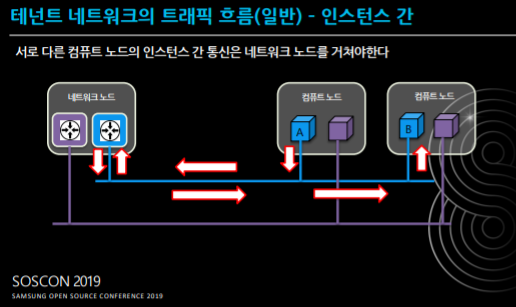 테넌트 네트워크의 트래픽 흐름(일반) - 인스턴스 간
서로 다른 컴퓨트 노드의 인스턴스 간 통신은 네트워크 노드를 거쳐야한다
네트워크 노드
컴퓨트 노드
컴퓨트 노드
A
B
SOSCON 2019
SAMSUNG OPEN SOURCE CONFERENCE 2019